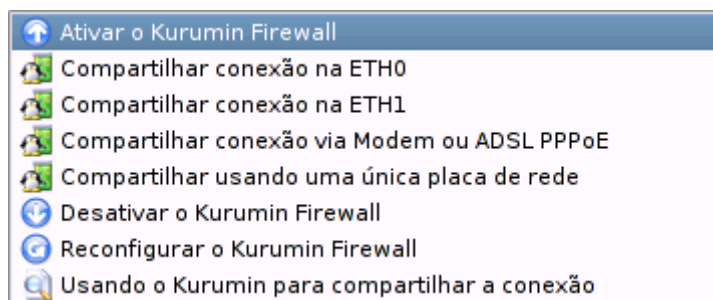 Ativar o Kurumin Firewall
Compartilhar conexão na ETH0
Compartilhar conexão na ETH1
Compartilhar conexão via Modem ou ADSL PPPoE
Compartilhar usando uma única placa de rede
Desativar o Kurumin Firewall
Reconfigurar o Kurumin Firewall
Usando o Kurumin para compartilhar a conexão